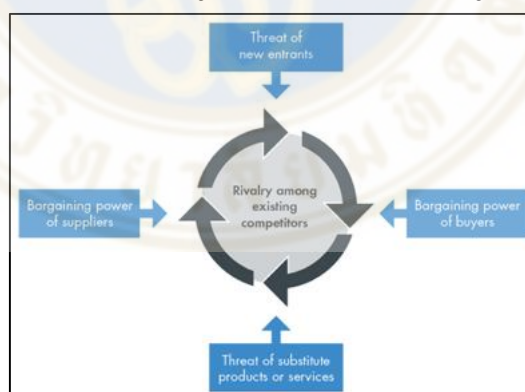 Threat of
new entrants
Bargaining power
of suppliers
Rivalry among
existing
competitors
Bargaining power
of buyers
Threat of substitute
products or services